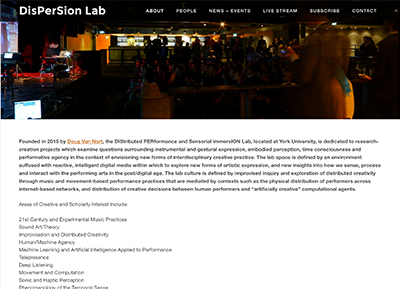 DisPerSion Lab
ABOUT PEOPLE NEWS + EVENTS LIVE STREAM SUBSCRIBE CONTACT
Founded in 2015 by Doug Van Nort, the DIStributed PERformance and Sensorial immersION Lab, located at York University, is dedicated to research-
creation projects which examine questions surrounding instrumental and gestural expression, embodied perception, time consciousness and
performative agency in the context of envisioning new forms of interdisciplinary creative practice. The lab space is defined by an environment
suffused with reactive, intelligent digital media within which to explore new forms of artistic expression, and new insights into how we sense, process
and interact with the performing arts in the post/digital age. The lab culture is defined by improvised inquiry and exploration of distributed creativity
through music and movement-based performance practices that are mediated by contexts such as the physical distribution of performers across
internet-based networks, and distribution of creative decisions between human performers and "artificially creative" computational agents.
Areas of Creative and Scholarly Interest Include:
21st Century and Experimental Music Practices
Sound Art/Theory
Improvisation and Distributed Creativity
Human/Machine Agency
Machine Learning and Artificial Intelligence Applied to Performance
Telepresence
Deep Listening
Movement and Computation
Sonic and Haptic Perception
Phenomenology of the Temporal Sense